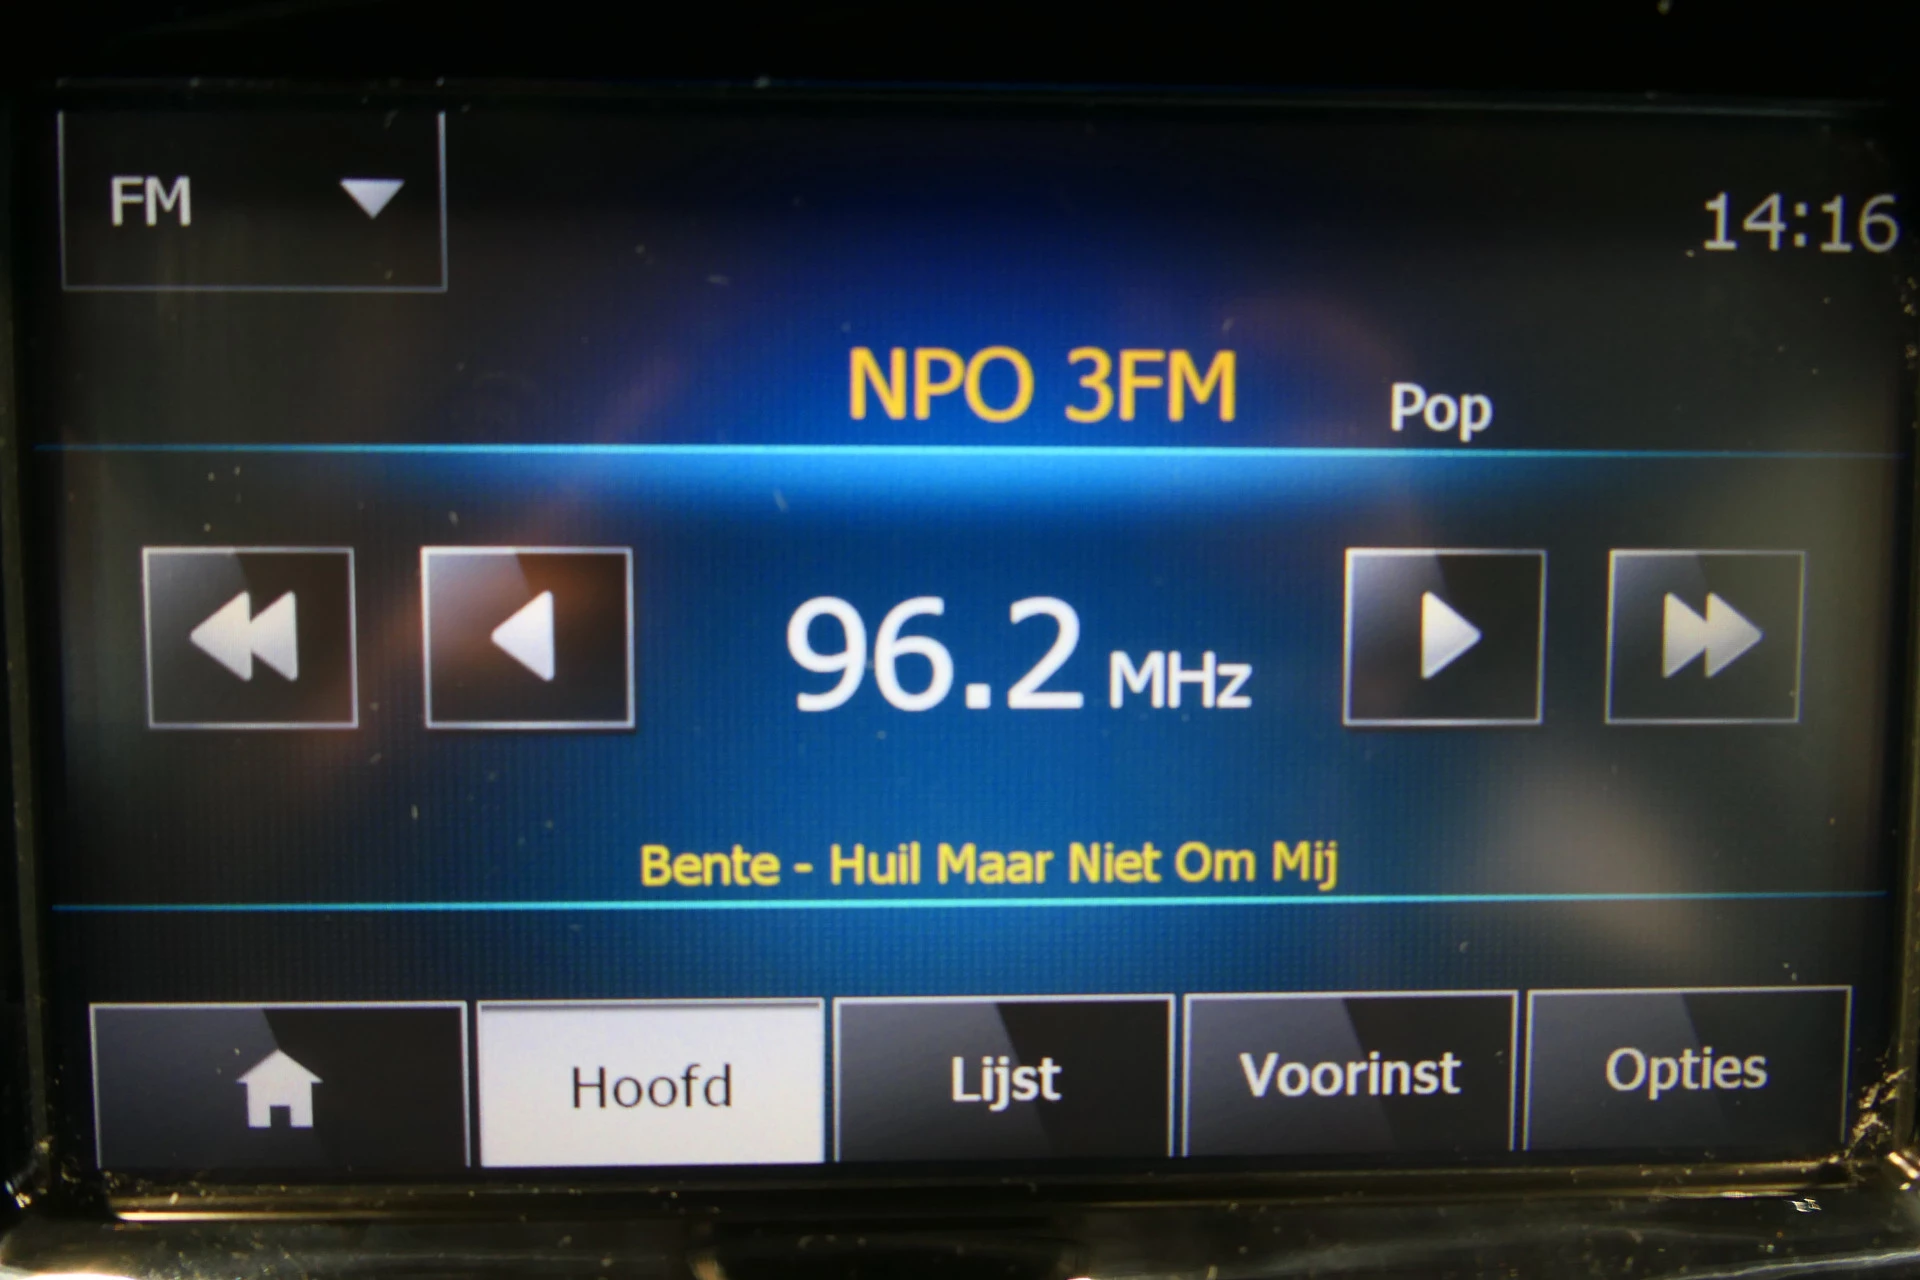 FM
14:16
NPO 3FM Pop
96.2 MHz
Bente - Huil Maar Niet Om Mij
Hoofd Lijst Voorinst Opties